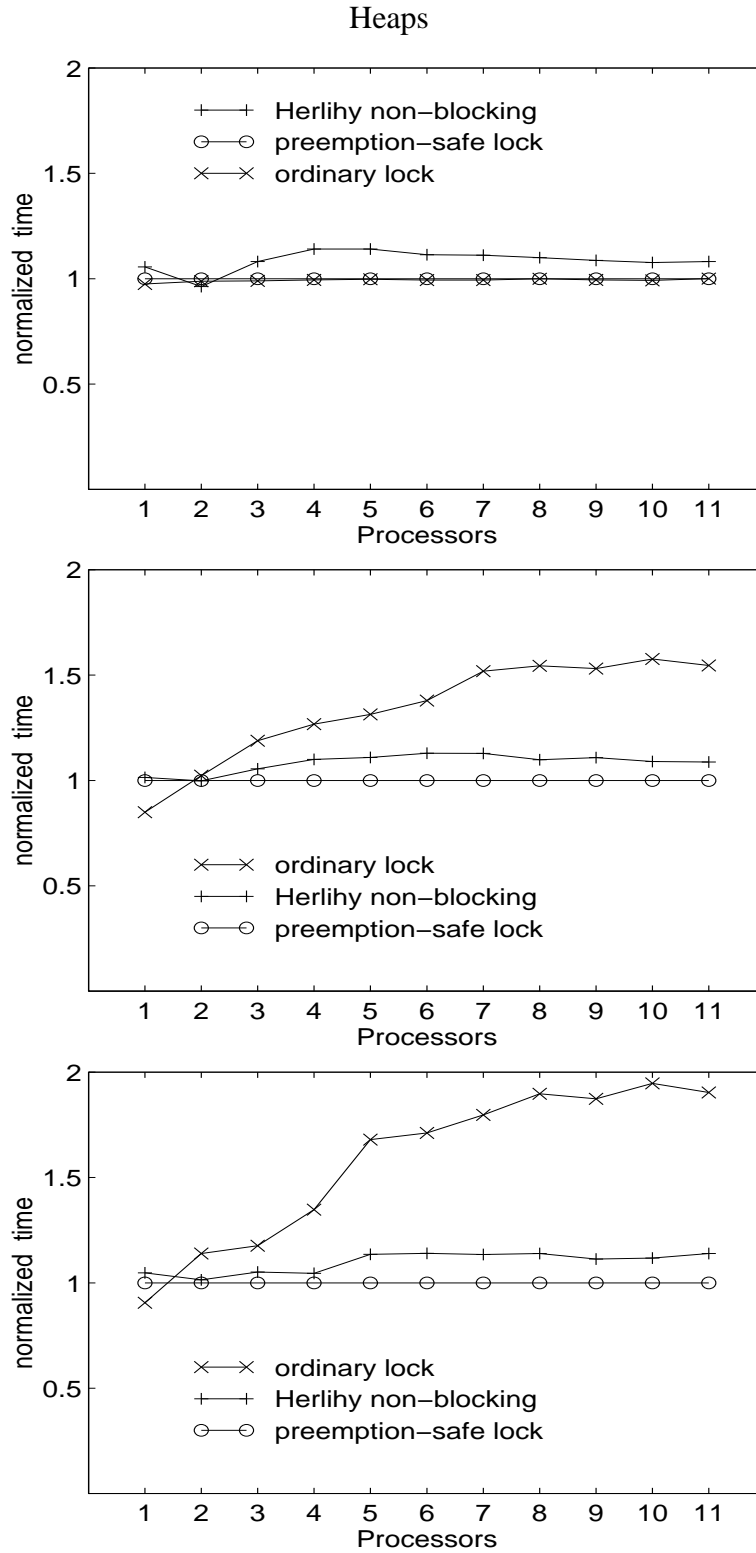 Heaps
2
1.5
1
0.5
normalized time
Herlihy non-blocking
preemption-safe lock
ordinary lock
1 2 3 4 5 6 7 8 9 10 11
Processors
2
1.5
1
0.5
normalized time
ordinary lock
Herlihy non-blocking
preemption-safe lock
1 2 3 4 5 6 7 8 9 10 11
Processors
2
1.5
1
0.5
normalized time
ordinary lock
Herlihy non-blocking
preemption-safe lock
1 2 3 4 5 6 7 8 9 10 11
Processors